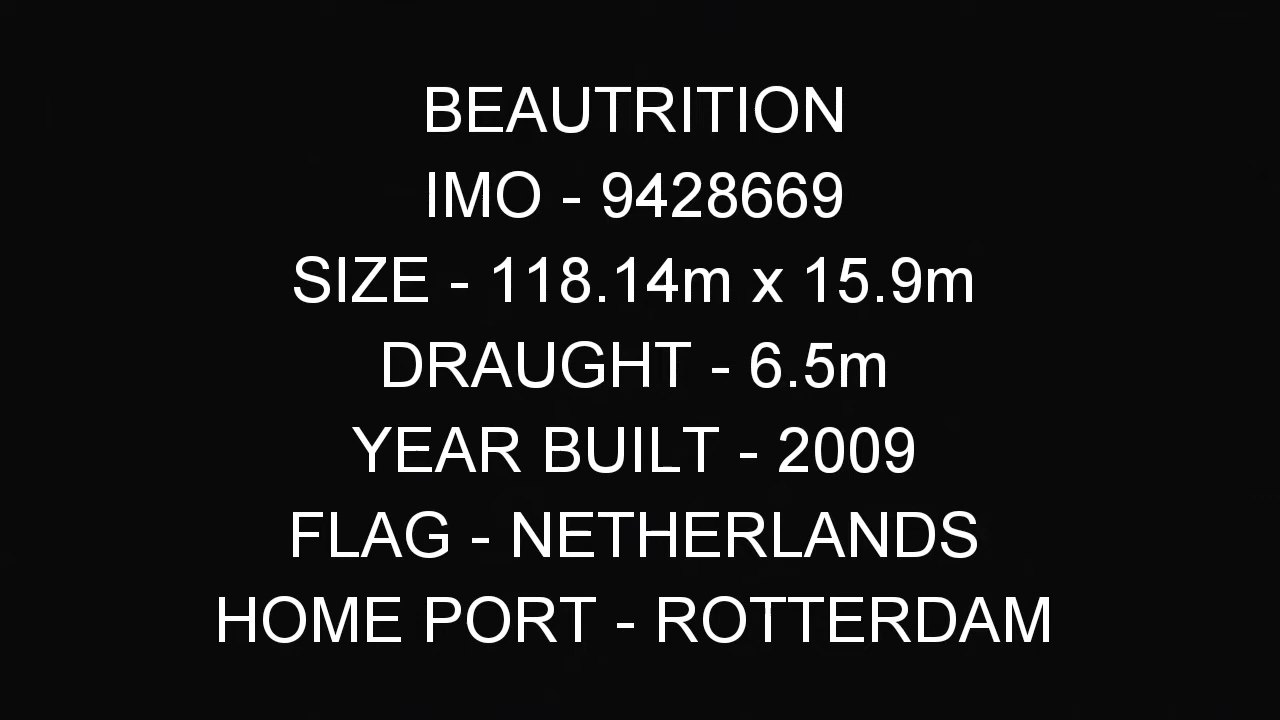 BEAUTRITION
IMO - 9428669
SIZE - 118.14m x 15.9m
DRAUGHT - 6.5m
YEAR BUILT - 2009
FLAG - NETHERLANDS
HOME PORT - ROTTERDAM